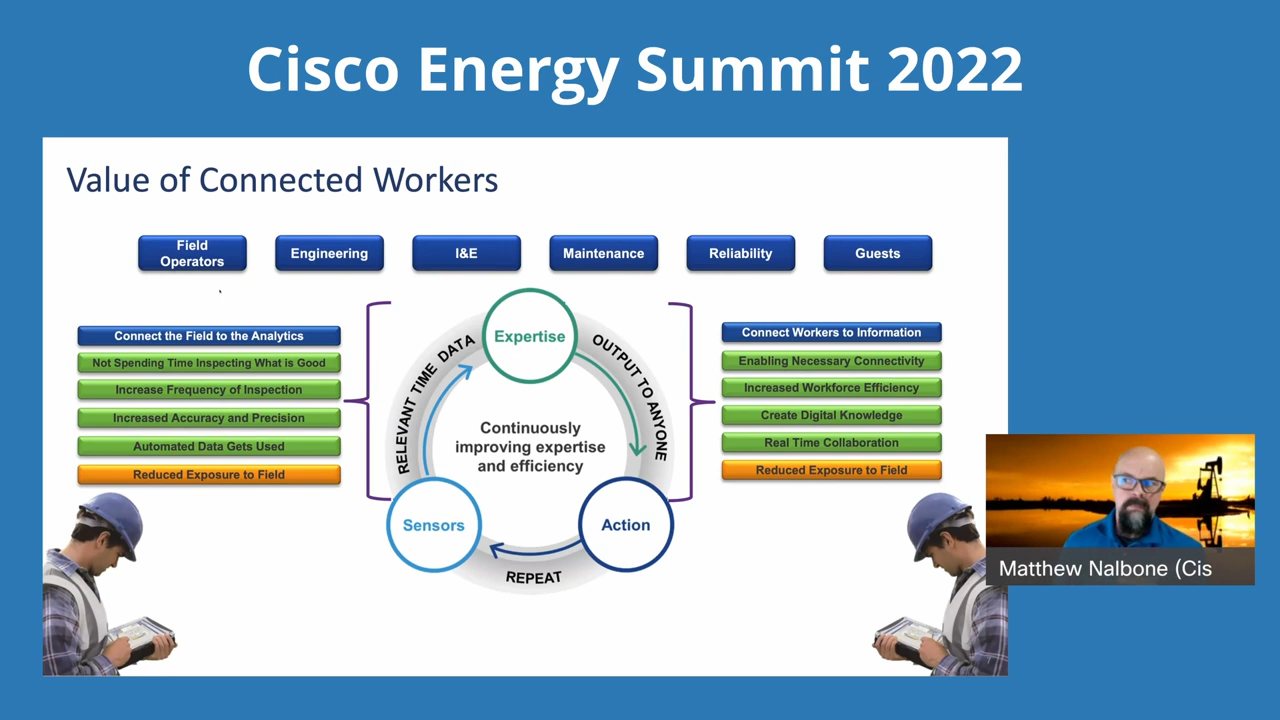 Cisco Energy Summit 2022
Value of Connected Workers
Field
Operators
Engineering
I&E
Maintenance
Reliability
Guests
Connect the Field to the Analytics
Not Spending Time Inspecting What is Good
Increase Frequency of Inspection
Increased Accuracy and Precision
Automated Data Gets Used
Reduced Exposure to Field
Expertise
RELEVANT TIME DATA
OUTPUT TO ANYONE
Continuously
improving expertise
and efficiency
Sensors
Action
REPEAT
Connect Workers to Information
Enabling Necessary Connectivity
Increased Workforce Efficiency
Create Digital Knowledge
Real Time Collaboration
Reduced Exposure to Field
Matthew Nalbone (Cis